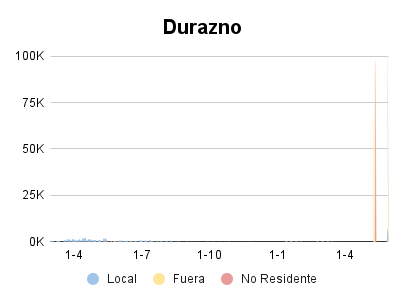 Durazno
100K
75K
50K
25K
0K
1-4 1-7 1-10 1-1 1-4
Local Fuera No Residente